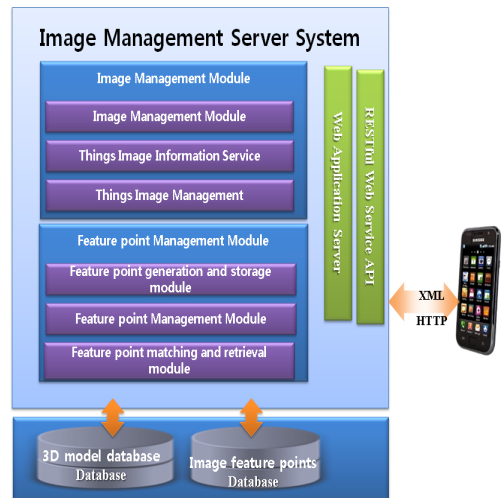 Image Management Server System
Image Management Module
Image Management Module
Things Image Information Service
Things Image Management
Feature point Management Module
Feature point generation and storage
module
Feature point Management Module
Feature point matching and retrieval
module
Web Application Server
RESTful Web Service API
XML
HTTP
SAMSUNG
3D model database
Database
Image feature points
Database